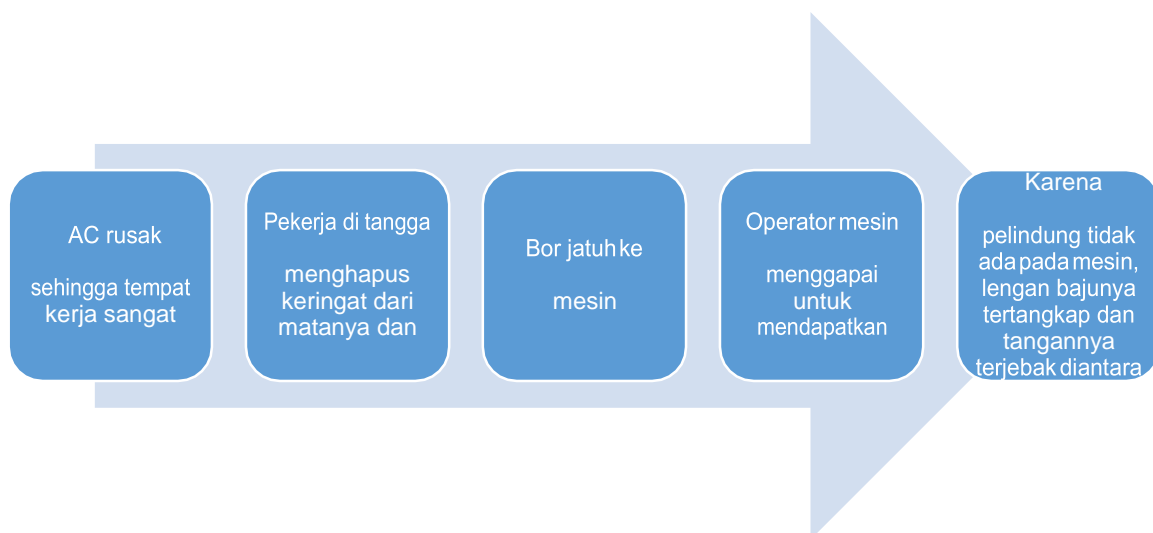 AC rusak
sehingga tempat
kerja sangat
Pekerja di tangga
menghapus
keringat dari
matanya dan
Bor jatuh ke
mesin
Operator mesin
menggapai
untuk
mendapatkan
Karena
pelindung tidak
ada pada mesin,
lengan bajunya
tertangkap dan
tangannya
terjebak diantara